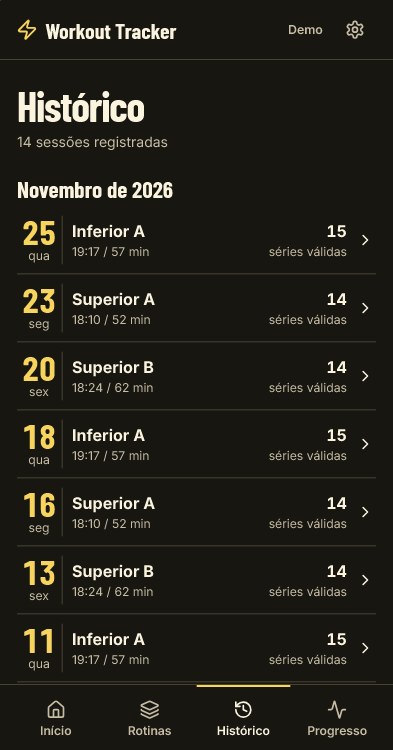 Workout Tracker
Demo
Histórico
14 sessões registradas
Novembro de 2026
25 Inferior A 15
qua 19:17 / 57 min séries válidas
23 Superior A 14
seg 18:10 / 52 min séries válidas
20 Superior B 14
sex 18:24 / 62 min séries válidas
18 Inferior A 15
qua 19:17 / 57 min séries válidas
16 Superior A 14
seg 18:10 / 52 min séries válidas
13 Superior B 14
sex 18:24 / 62 min séries válidas
11 Inferior A 15
qua 19:17 / 57 min séries válidas
Início Rotinas Histórico Progresso